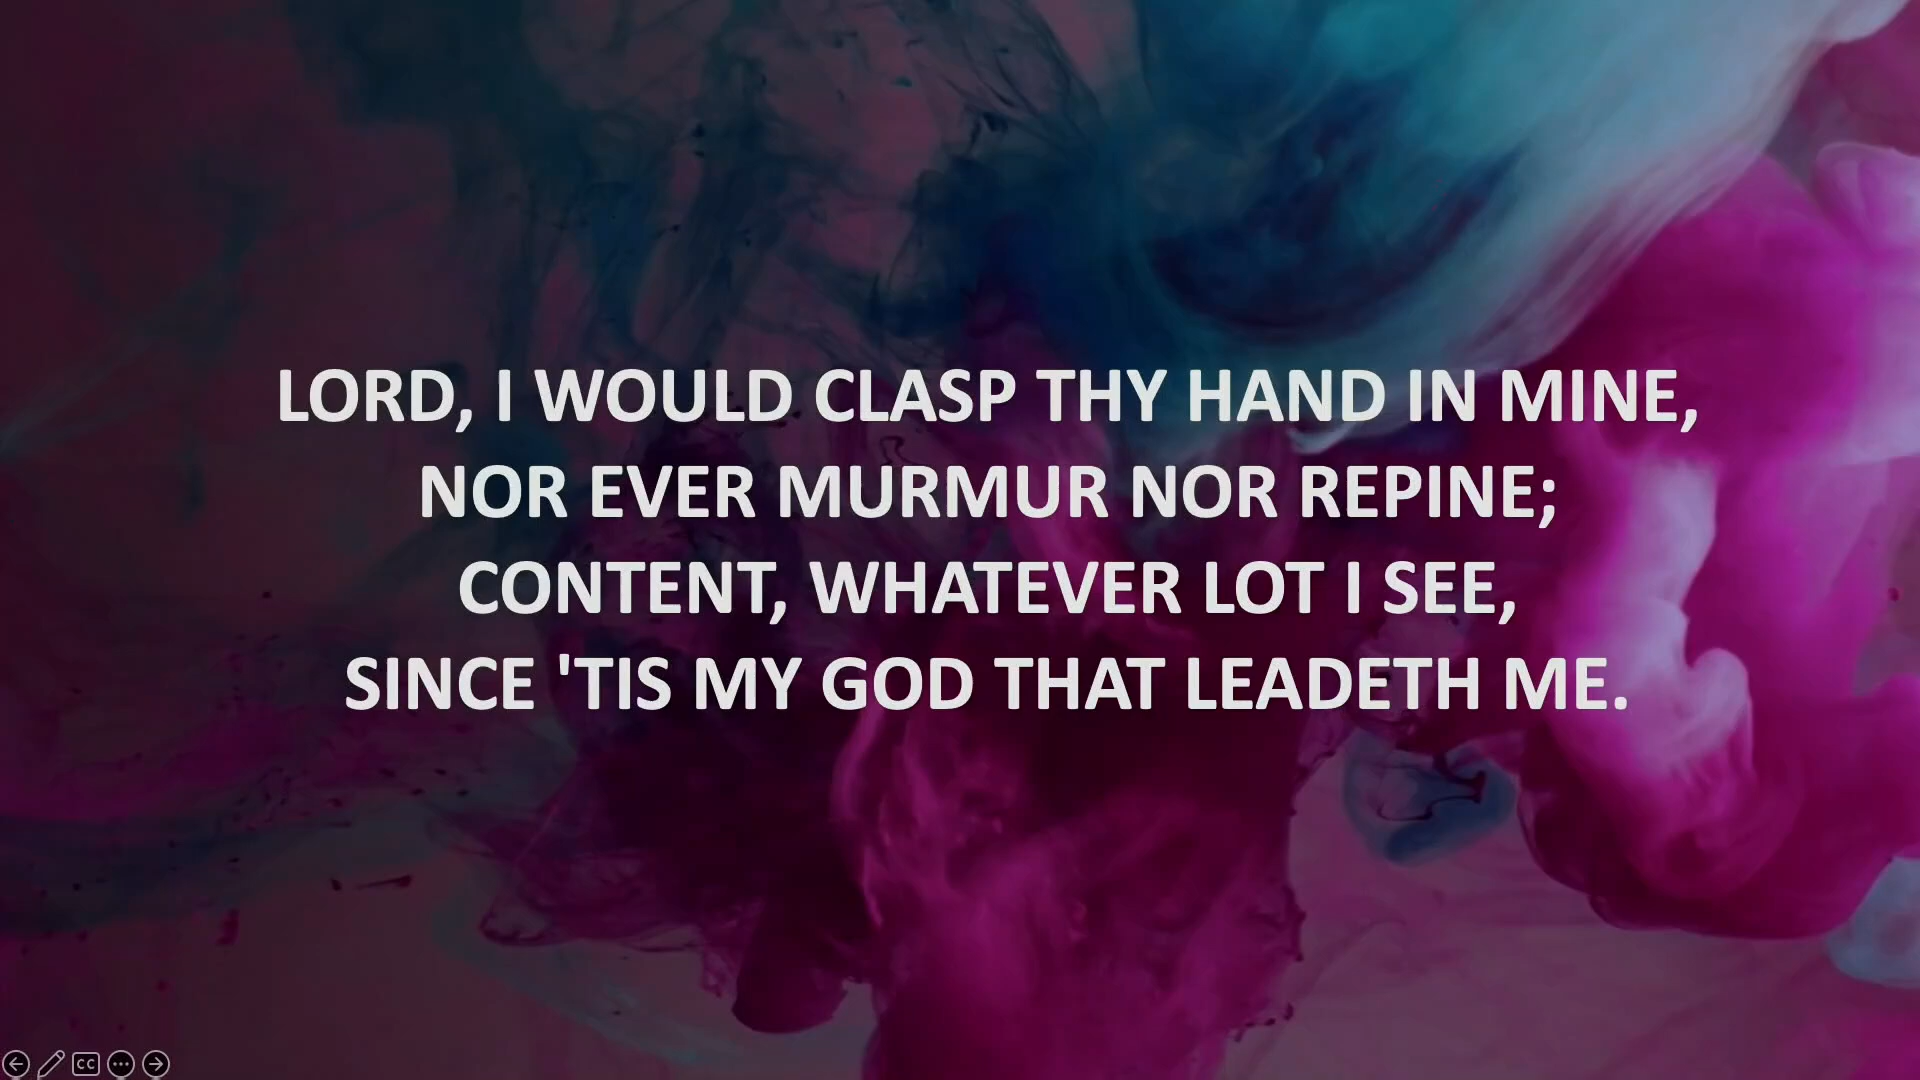 LORD, I WOULD CLASP THY HAND IN MINE,
NOR EVER MURMUR NOR REPINE;
CONTENT, WHATEVER LOT I SEE,
SINCE 'TIS MY GOD THAT LEADETH ME.
CC